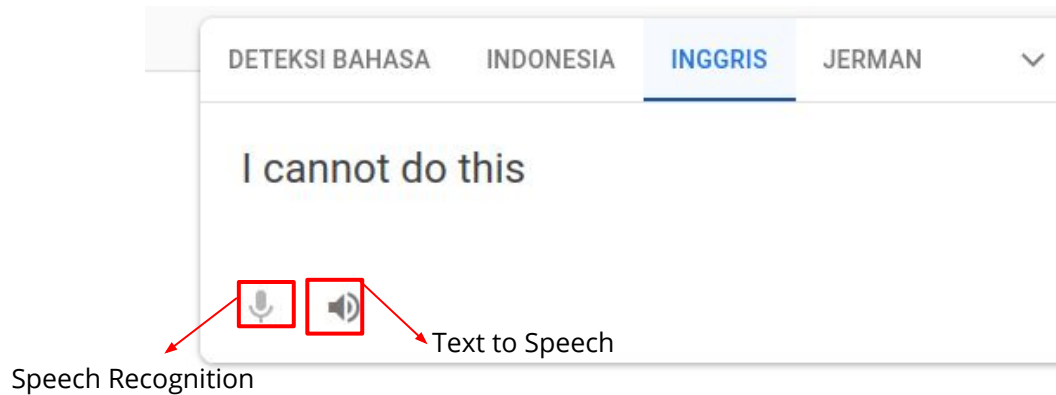 DETEKSI BAHASA INDONESIA INGGRIS JERMAN
I cannot do this
Text to Speech
Speech Recognition